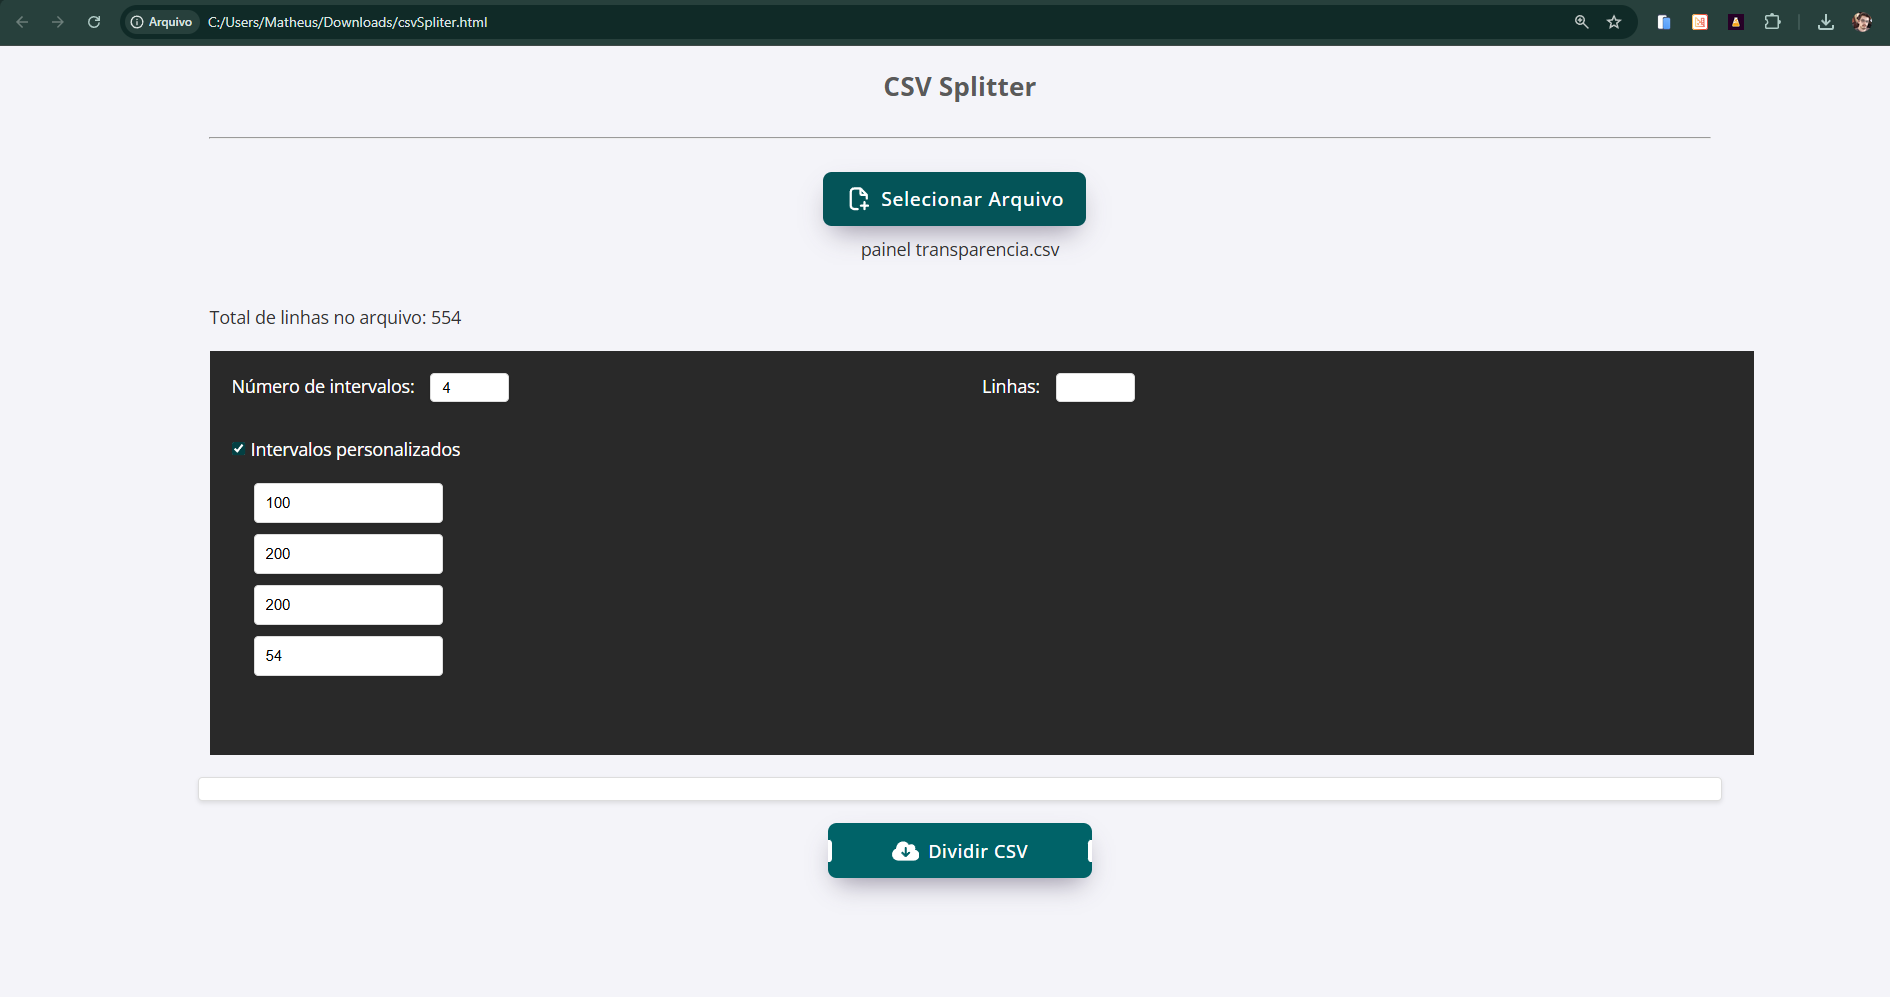 Arquivo C:/Users/Matheus/Downloads/csvSpliter.html
CSV Splitter
Selecionar Arquivo
painel transparencia.csv
Total de linhas no arquivo: 554
Número de intervalos: 4 Linhas:
Intervalos personalizados
100
200
200
54
Dividir CSV